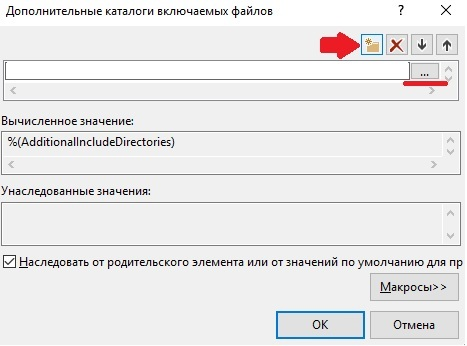 Дополнительные каталоги включаемых файлов
?
...
Вычисленное значение:
%(AdditionalIncludeDirectories)
Унаследованные значения:
Наследовать от родительского элемента или от значений по умолчанию для пр
Макросы>>
OK
Отмена